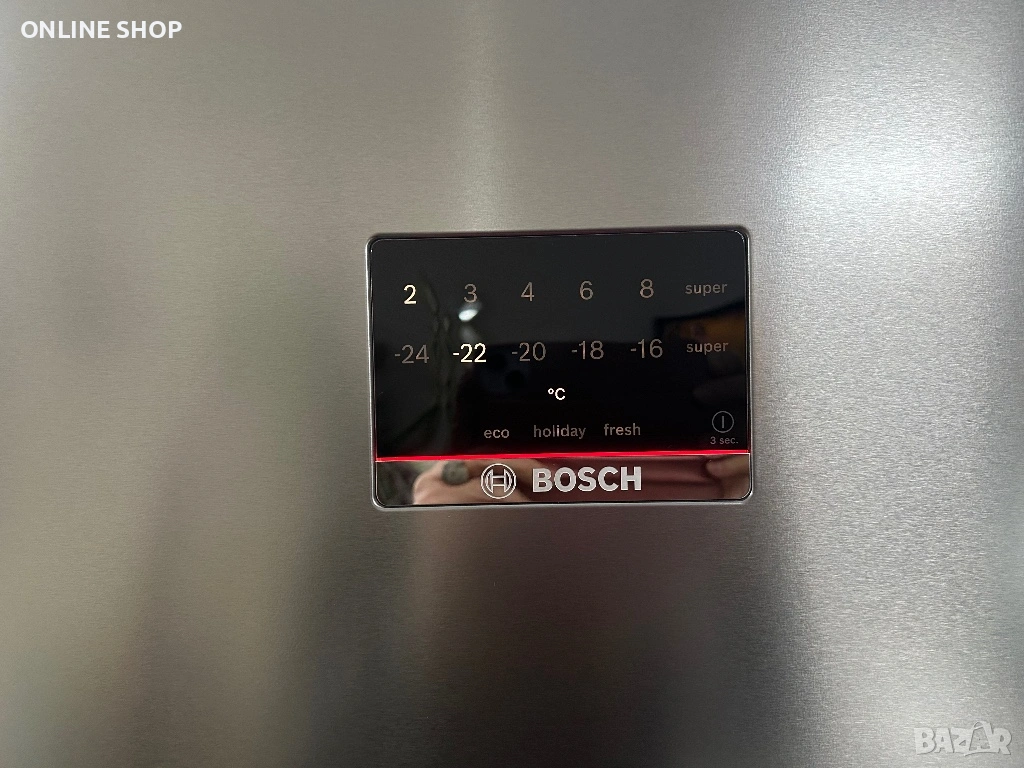 ONLINE SHOP
2 3 4 6 8 super
-24 -22 -20 -18 -16 super
°C
eco holiday fresh
3 sec.
BOSCH
BAZAR